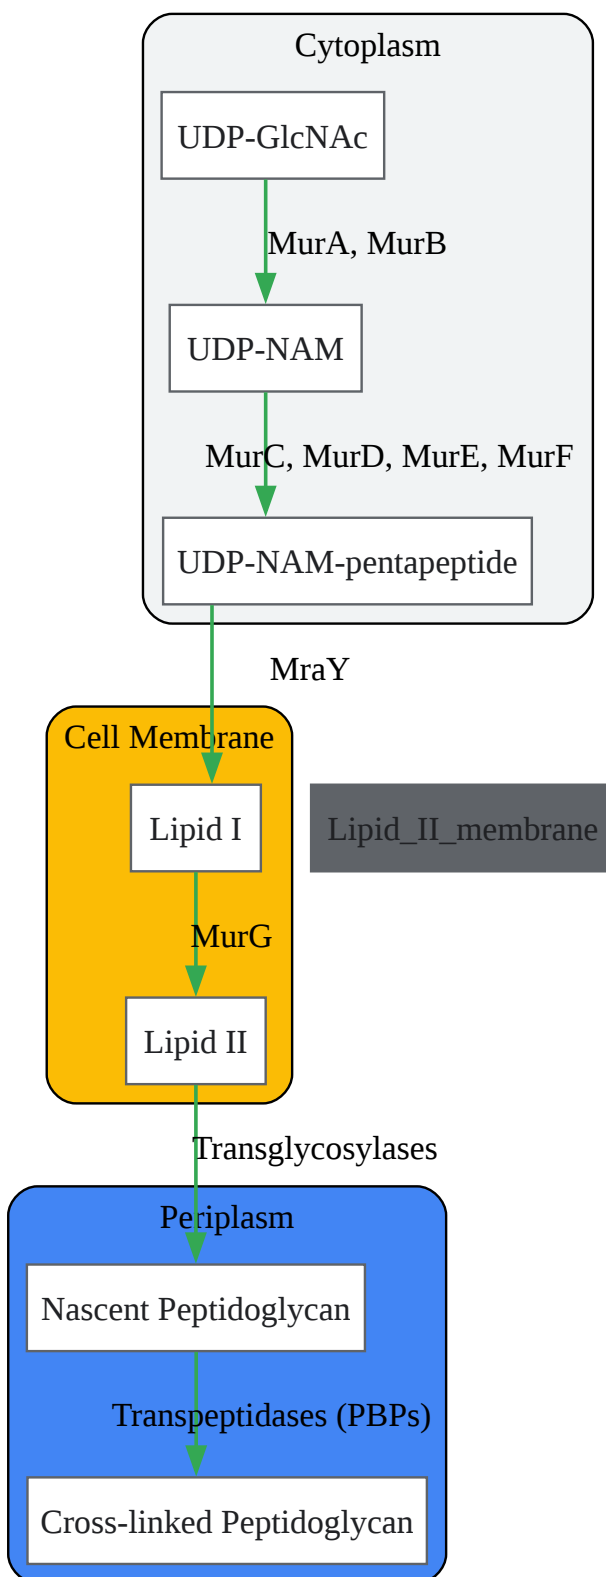 Cytoplasm
UDP-GlcNAc
MurA, MurB
UDP-NAM
MurC, MurD, MurE, MurF
UDP-NAM-pentapeptide
MraY
Cell Membrane
Lipid I
Lipid_II_membrane
MurG
Lipid II
Transglycosylases
Periplasm
Nascent Peptidoglycan
Transpeptidases (PBPs)
Cross-linked Peptidoglycan